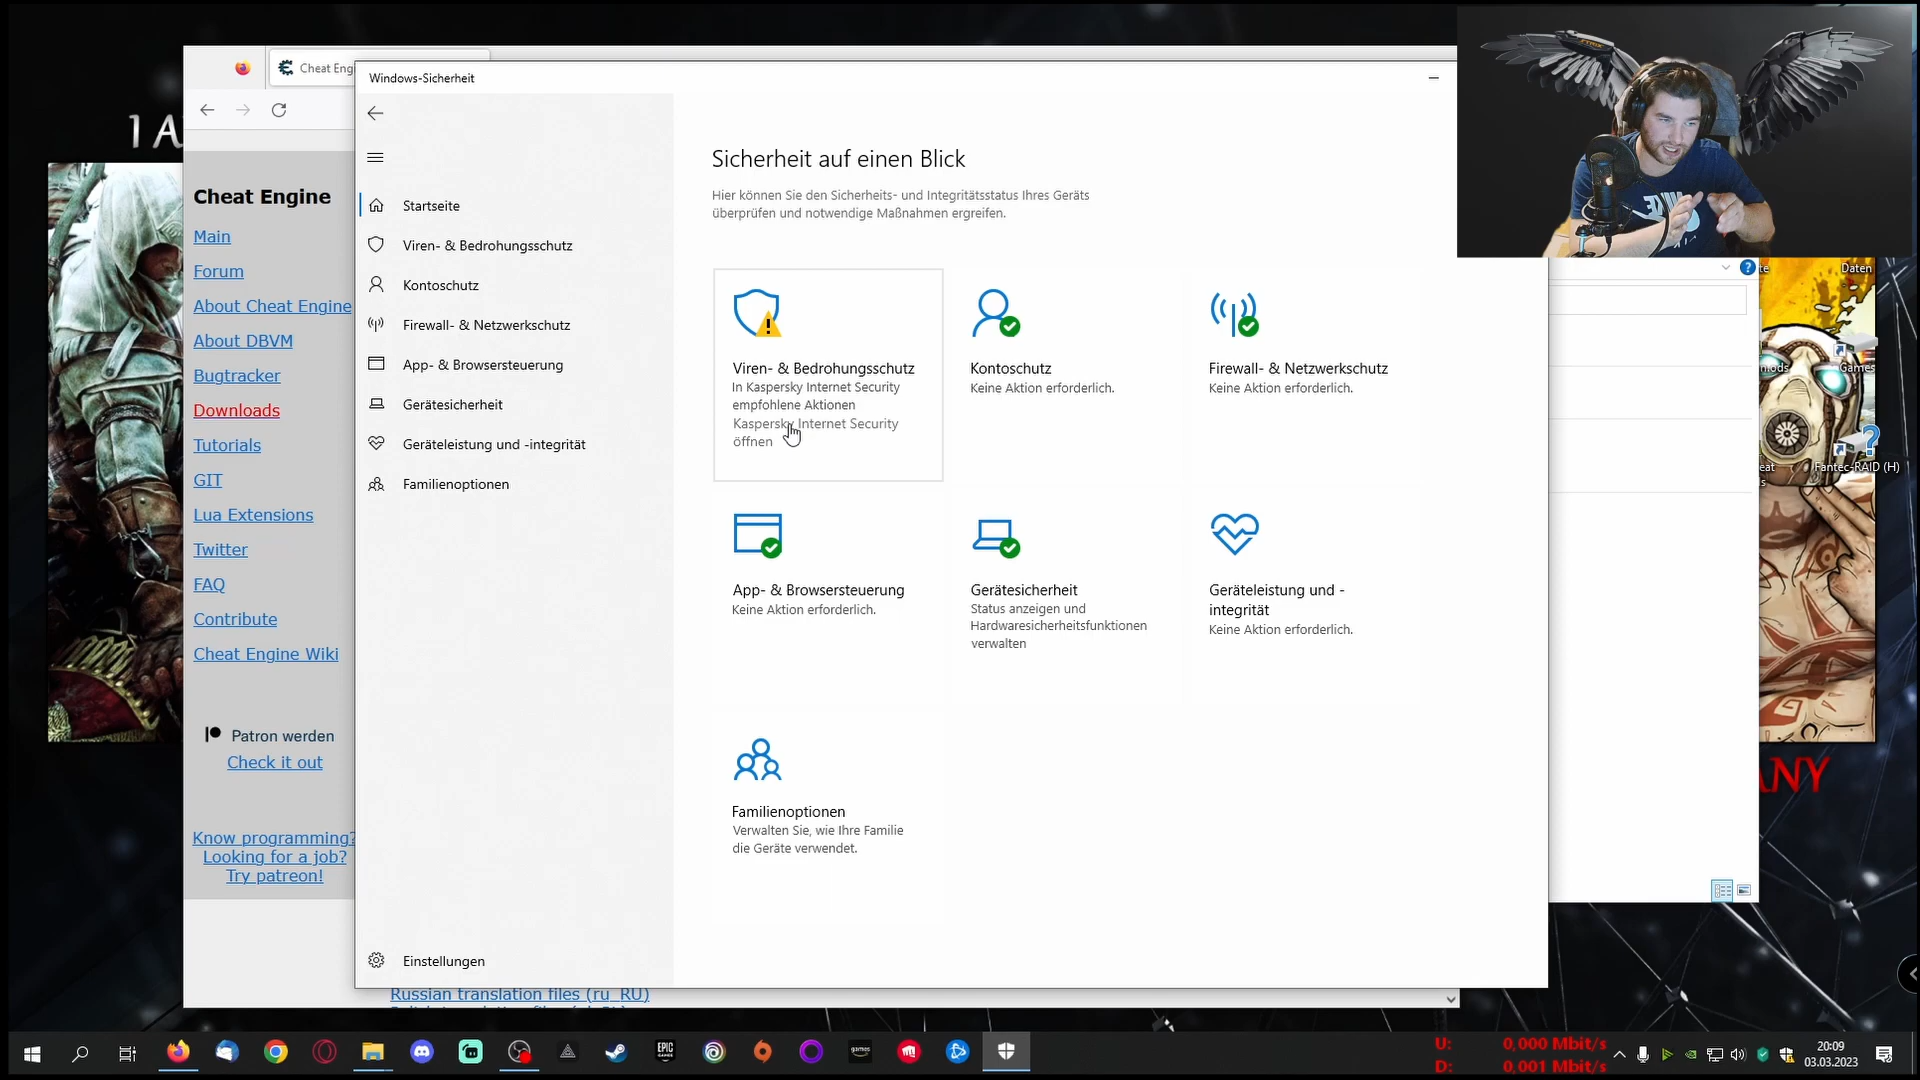 I A
Cheat Eng
Windows-Sicherheit
Cheat Engine
Main
Forum
About Cheat Engine
About DBVM
Bugtracker
Downloads
Tutorials
GIT
Lua Extensions
Twitter
FAQ
Contribute
Cheat Engine Wiki
Patron werden
Check it out
Know programming?
Looking for a job?
Try patreon!
Startseite
Viren- & Bedrohungsschutz
Kontoschutz
Firewall- & Netzwerkschutz
App- & Browsersteuerung
Gerätesicherheit
Geräteleistung und -integrität
Familienoptionen
Einstellungen
Sicherheit auf einen Blick
Hier können Sie den Sicherheits- und Integritätsstatus Ihres Geräts
überprüfen und notwendige Maßnahmen ergreifen.
Viren- & Bedrohungsschutz
In Kaspersky Internet Security
empfohlene Aktionen
Kaspersky Internet Security
öffnen
Kontoschutz
Keine Aktion erforderlich.
Firewall- & Netzwerkschutz
Keine Aktion erforderlich.
App- & Browsersteuerung
Keine Aktion erforderlich.
Gerätesicherheit
Status anzeigen und
Hardwaresicherheitsfunktionen
verwalten
Geräteleistung und -
integrität
Keine Aktion erforderlich.
Familienoptionen
Verwalten Sie, wie Ihre Familie
die Geräte verwendet.
Russian translation files (ru_RU)
te
Daten
Games
eat
Fantec-RAID (H)
ls
ANY
EPIC
GAMES
games
U: 0,000 Mbit/s
D: 0,001 Mbit/s
20:09
03.03.2023